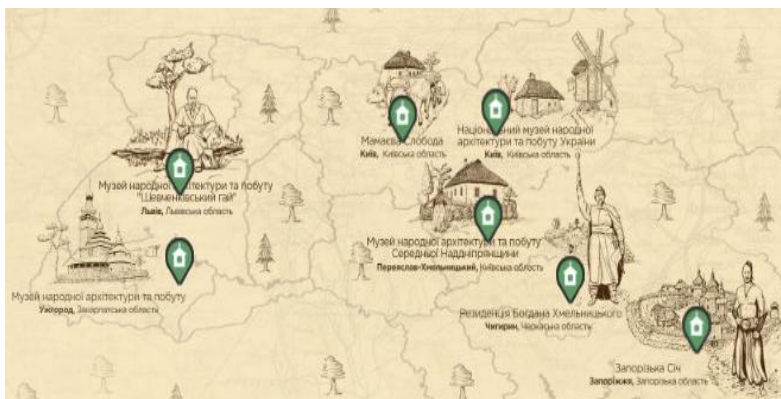 Мамаєва Слобода
Київ, Київська область
Національний музей народної
архітектури та побуту України
Київ, Київська область
Музей народної архітектури та побуту
"Шевченківський гай"
Львів, Львівська область
Музей народної архітектури та побуту
Середньої Наддніпрянщини
Переяслав-Хмельницький, Київська область
Музей народної архітектури та побуту
Ужгород, Закарпатська область
Резиденція Богдана Хмельницького
Чигирин, Черкаська область
Запорізька Січ
Запоріжжя, Запорізька область